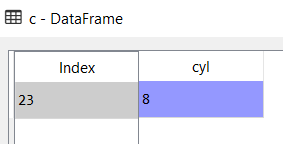 c - DataFrame
Index cyl
23 8